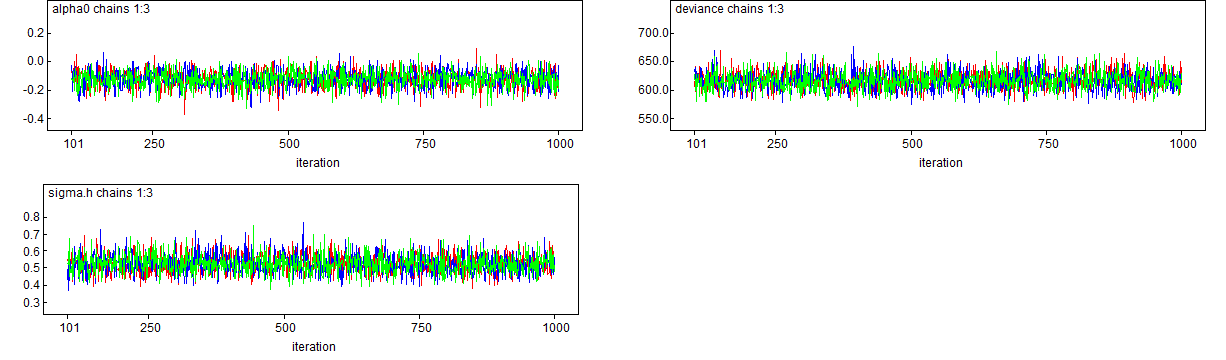 alpha0 chains 1:3
0.2
0.0
-0.2
-0.4
101 250 500 750 1000
iteration
deviance chains 1:3
700.0
650.0
600.0
550.0
101 250 500 750 1000
iteration
sigma.h chains 1:3
0.8
0.7
0.6
0.5
0.4
0.3
101 250 500 750 1000
iteration